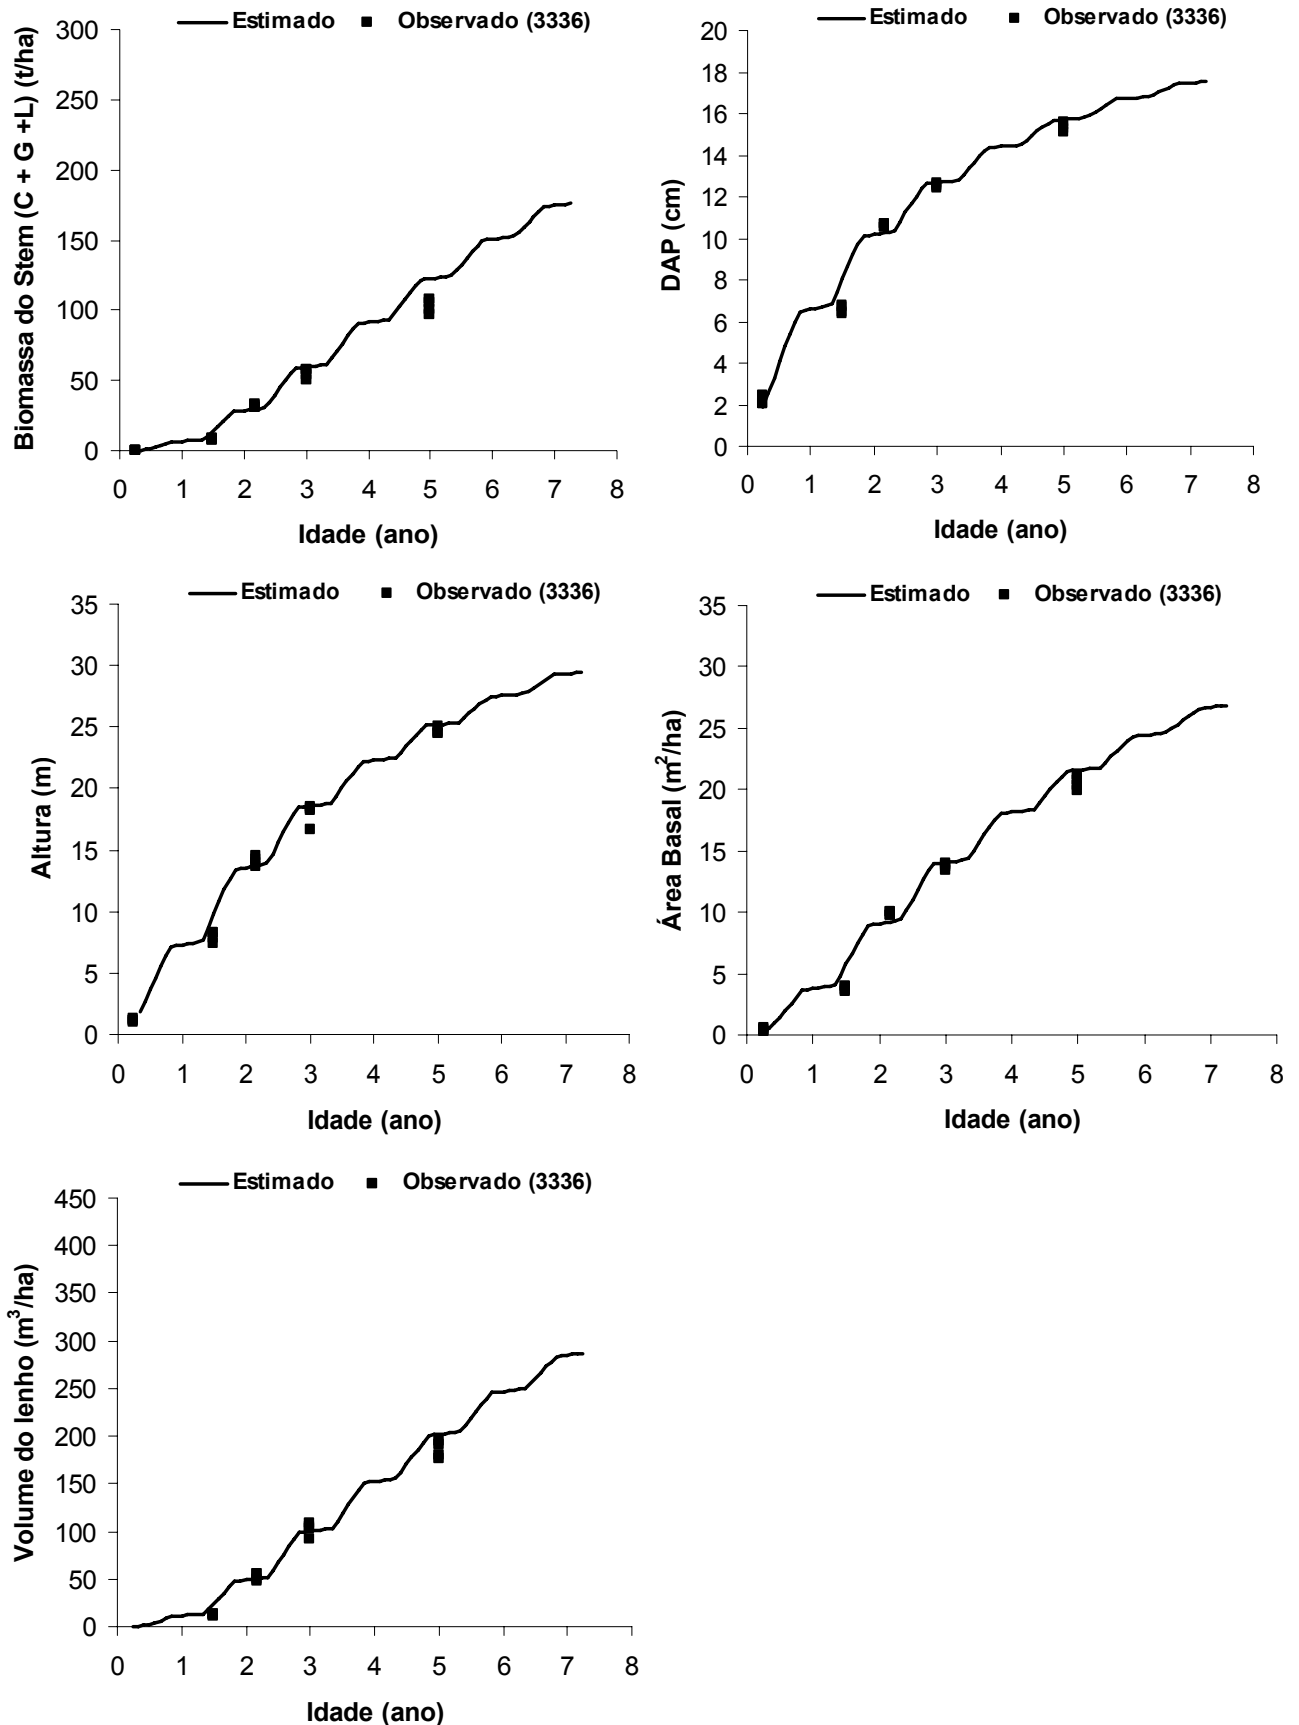 Estimado Observado (3336)
Biomassa do Stem (C + G +L) (t/ha)
300
250
200
150
100
50
0
0 1 2 3 4 5 6 7 8
Idade (ano)
Estimado Observado (3336)
DAP (cm)
20
18
16
14
12
10
8
6
4
2
0
0 1 2 3 4 5 6 7 8
Idade (ano)
Estimado Observado (3336)
Altura (m)
35
30
25
20
15
10
5
0
0 1 2 3 4 5 6 7 8
Idade (ano)
Estimado Observado (3336)
Área Basal (m²/ha)
35
30
25
20
15
10
5
0
0 1 2 3 4 5 6 7 8
Idade (ano)
Estimado Observado (3336)
Volume do lenho (m³/ha)
450
400
350
300
250
200
150
100
50
0
0 1 2 3 4 5 6 7 8
Idade (ano)